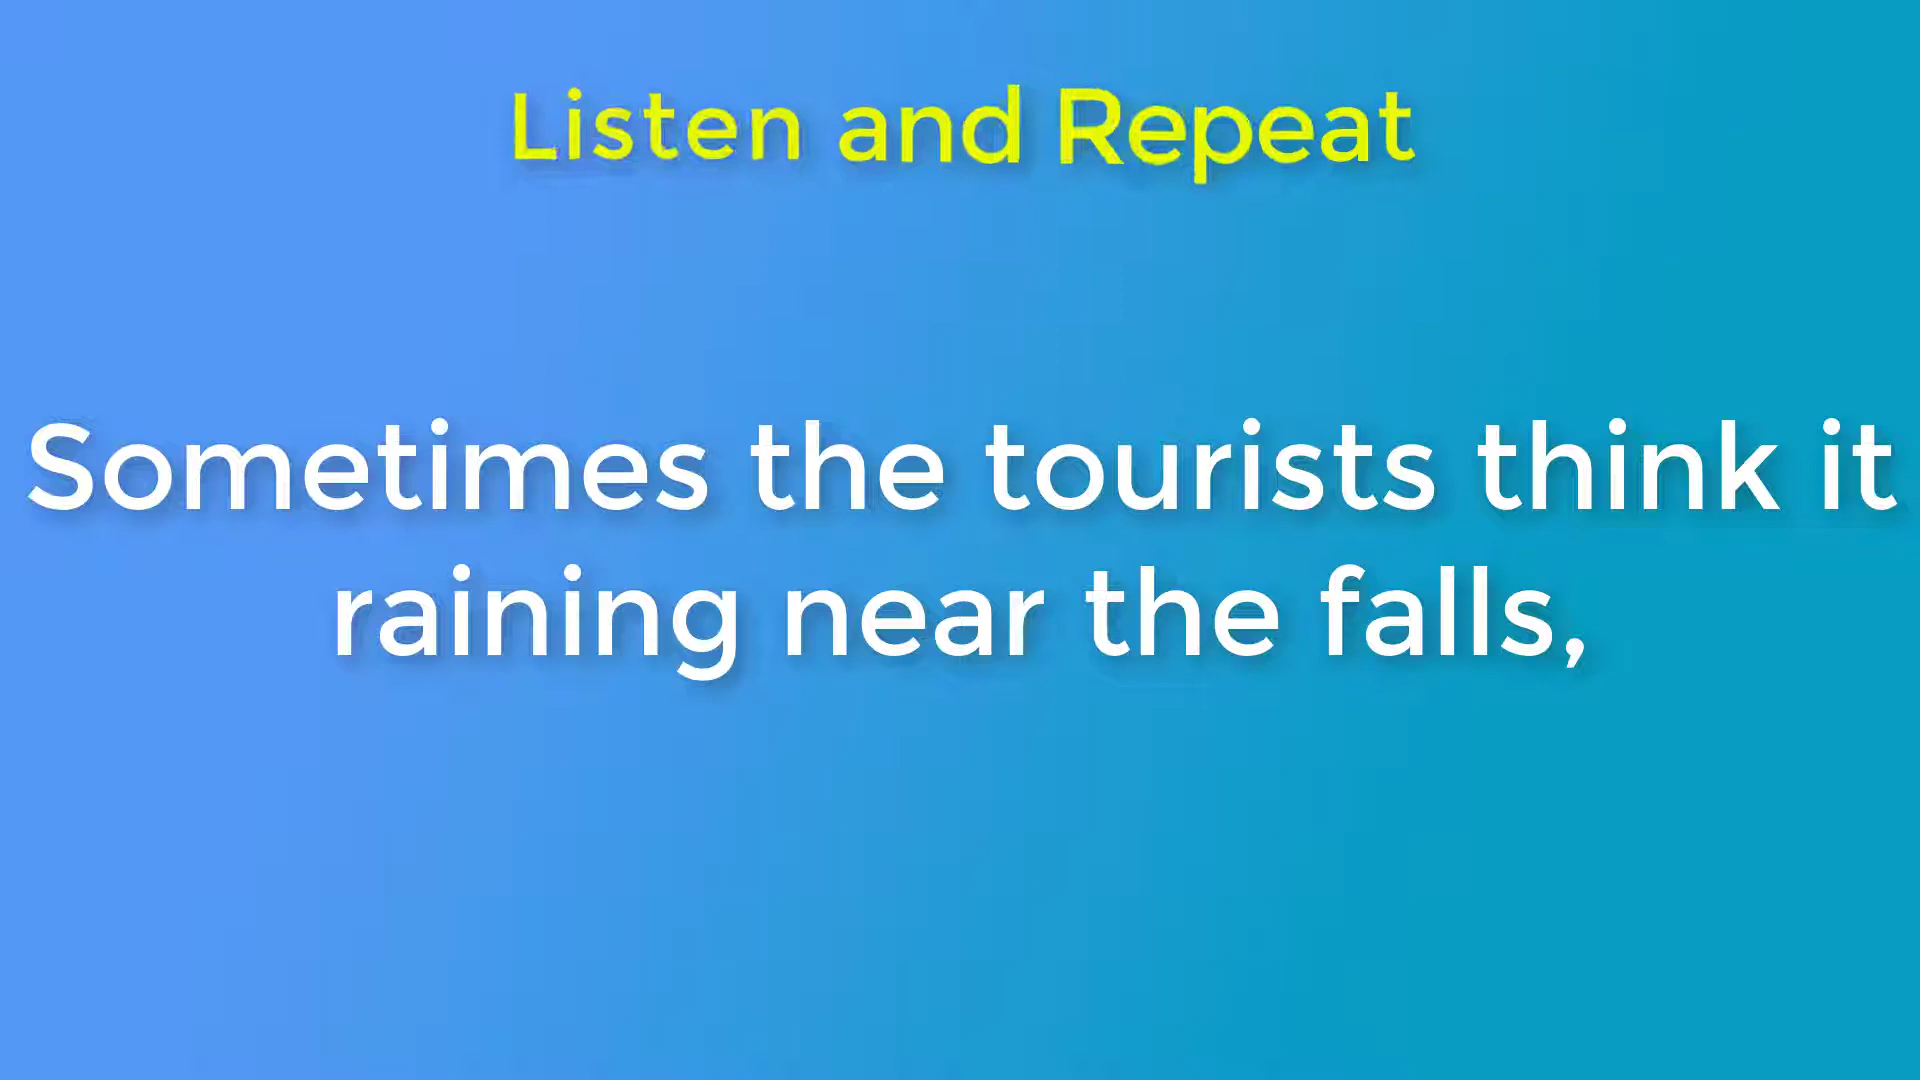 Listen and Repeat
Sometimes the tourists think it
raining near the falls,